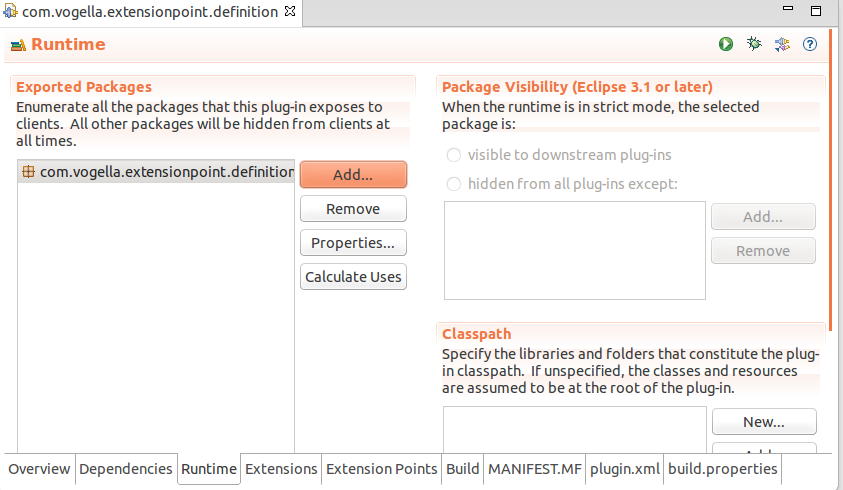 com.vogella.extensionpoint.definition
Runtime
Exported Packages
Enumerate all the packages that this plug-in exposes to
clients. All other packages will be hidden from clients at
all times.
com.vogella.extensionpoint.definition
Add...
Remove
Properties...
Calculate Uses
Package Visibility (Eclipse 3.1 or later)
When the runtime is in strict mode, the selected
package is:
visible to downstream plug-ins
hidden from all plug-ins except:
Add...
Remove
Classpath
Specify the libraries and folders that constitute the plug-
in classpath. If unspecified, the classes and resources
are assumed to be at the root of the plug-in.
New...
Overview Dependencies Runtime Extensions Extension Points Build MANIFEST.MF plugin.xml build.properties